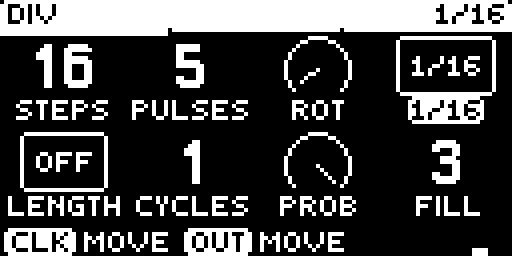 DIV 1/16
16 5 1/16
STEPS PULSES ROT 1/16
OFF 1 3
LENGTH CYCLES PROB FILL
CLK MOVE OUT MOVE